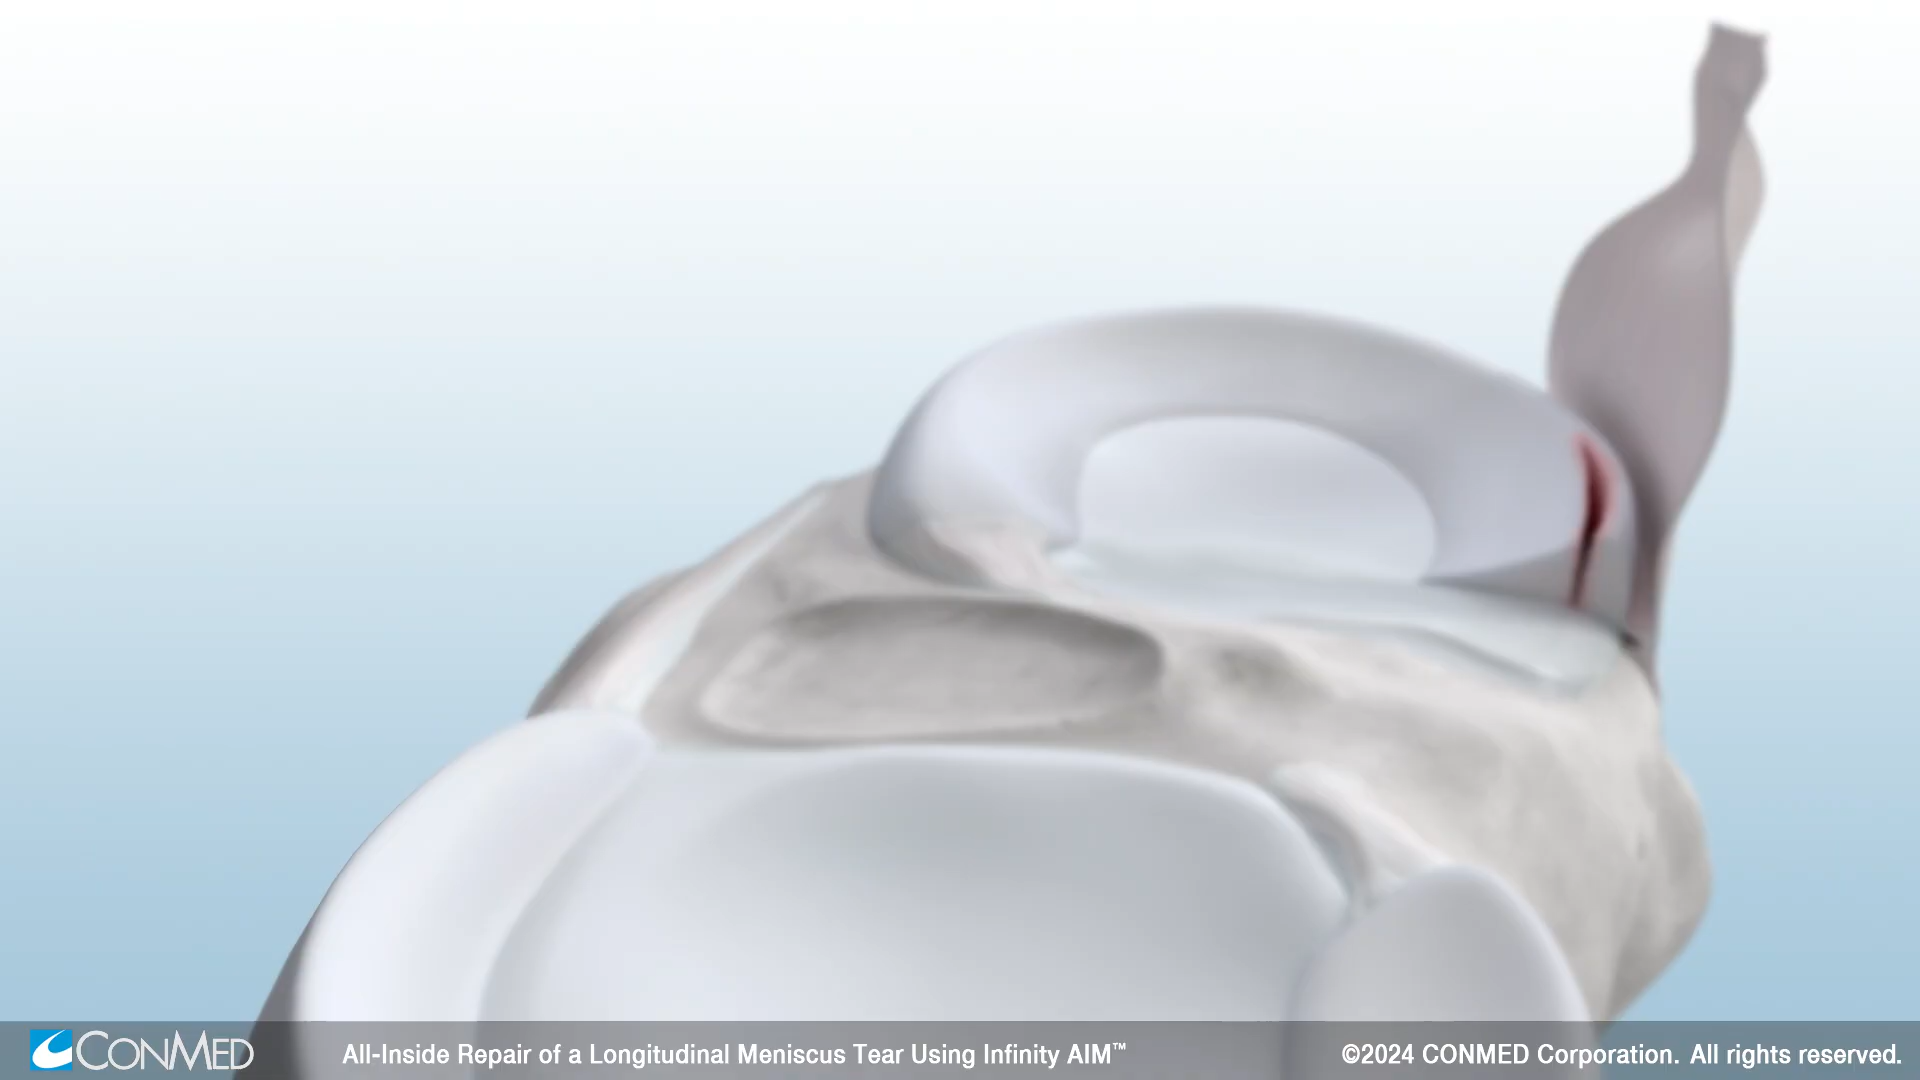 CONMED
All-Inside Repair of a Longitudinal Meniscus Tear Using Infinity AIM™
©2024 CONMED Corporation. All rights reserved.